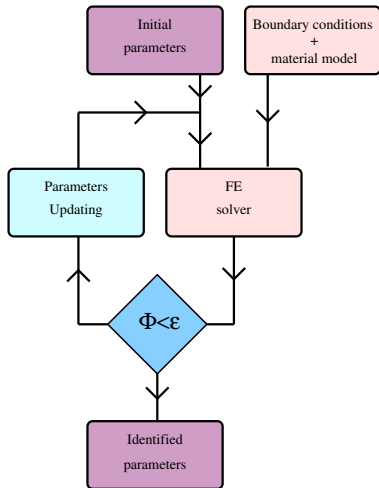 Initial
parameters
Boundary conditions
+
material model
Parameters
Updating
FE
solver
Φ<ε
Identified
parameters